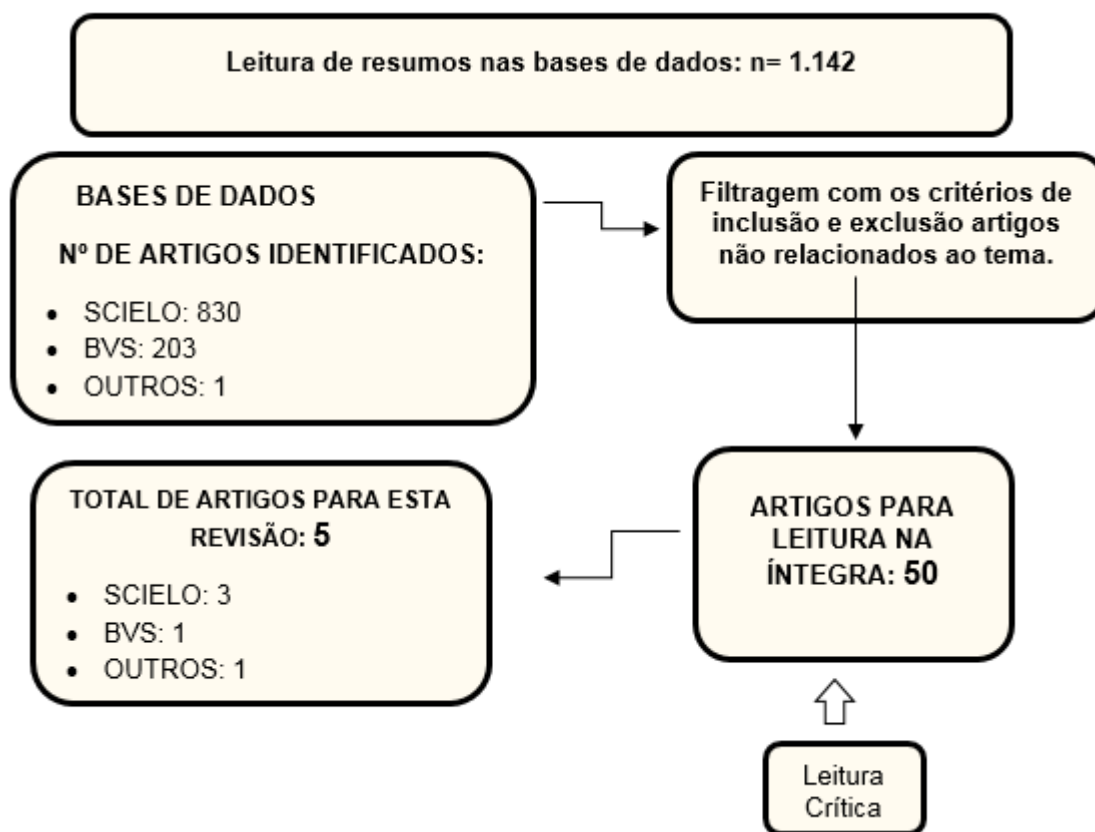 Leitura de resumos nas bases de dados: n= 1.142
BASES DE DADOS
Nº DE ARTIGOS IDENTIFICADOS:
• SCIELO: 830
• BVS: 203
• OUTROS: 1
Filtragem com os critérios de
inclusão e exclusão artigos
não relacionados ao tema.
ARTIGOS PARA
LEITURA NA
ÍNTEGRA: 50
TOTAL DE ARTIGOS PARA ESTA
REVISÃO: 5
• SCIELO: 3
• BVS: 1
• OUTROS: 1
Leitura
Crítica